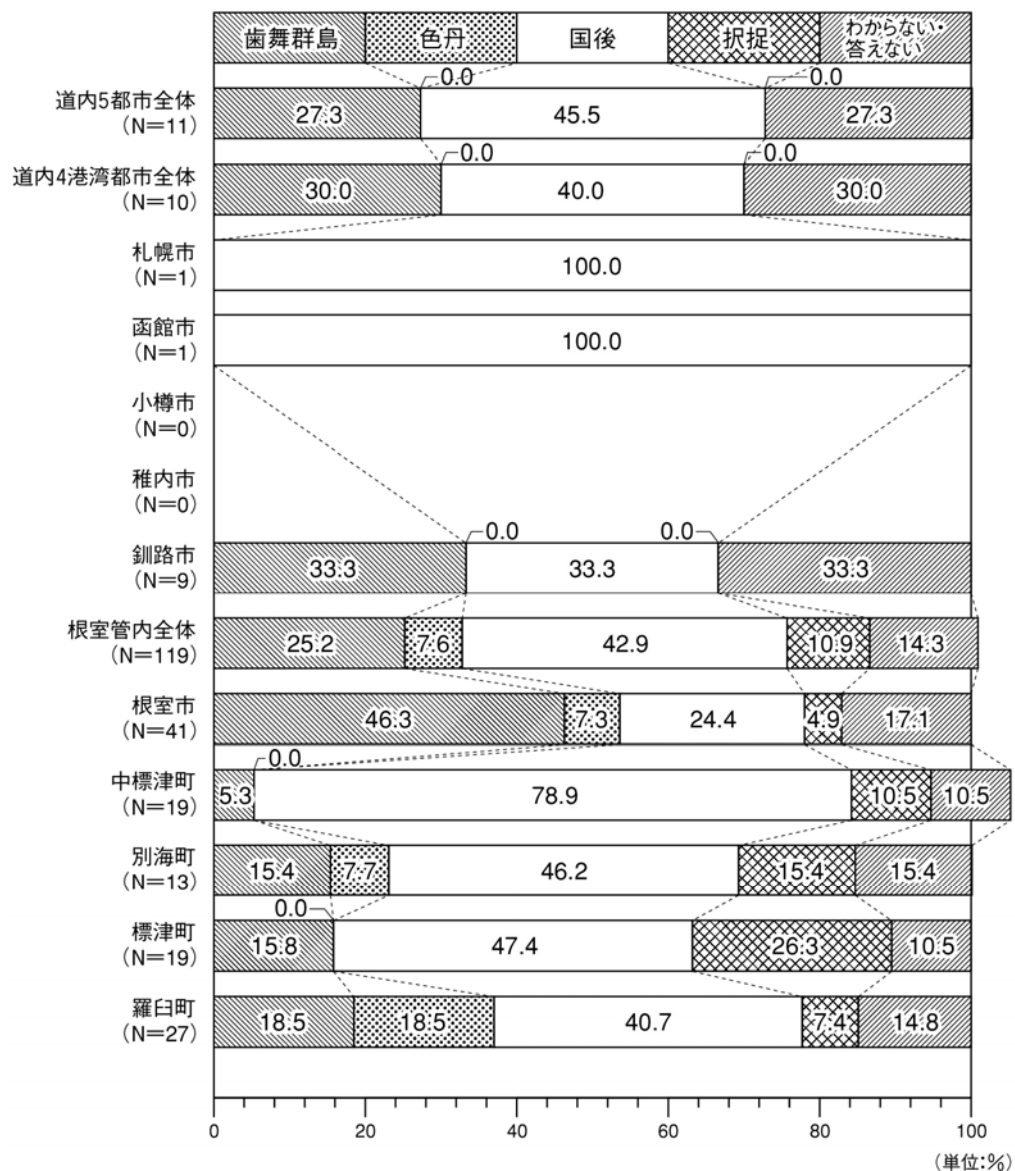 歯舞群島 色丹 国後 択捉 わからない・
答えない
0.0 0.0
道内5都市全体
(N＝11)
27.3 45.5 27.3
0.0 0.0
道内4港湾都市全体
(N＝10)
30.0 40.0 30.0
札幌市
(N＝1)
100.0
函館市
(N＝1)
100.0
小樽市
(N＝0)
稚内市
(N＝0)
0.0 0.0
釧路市
(N＝9)
33.3 33.3 33.3
根室管内全体
(N＝119)
25.2 7.6 42.9 10.9 14.3
根室市
(N＝41)
46.3 7.3 24.4 4.9 17.1
0.0
中標津町
(N＝19)
5.3 78.9 10.5 10.5
別海町
(N＝13)
15.4 7.7 46.2 15.4 15.4
0.0
標津町
(N＝19)
15.8 47.4 26.3 10.5
羅臼町
(N＝27)
18.5 18.5 40.7 7.4 14.8
0 20 40 60 80 100
(単位:%)